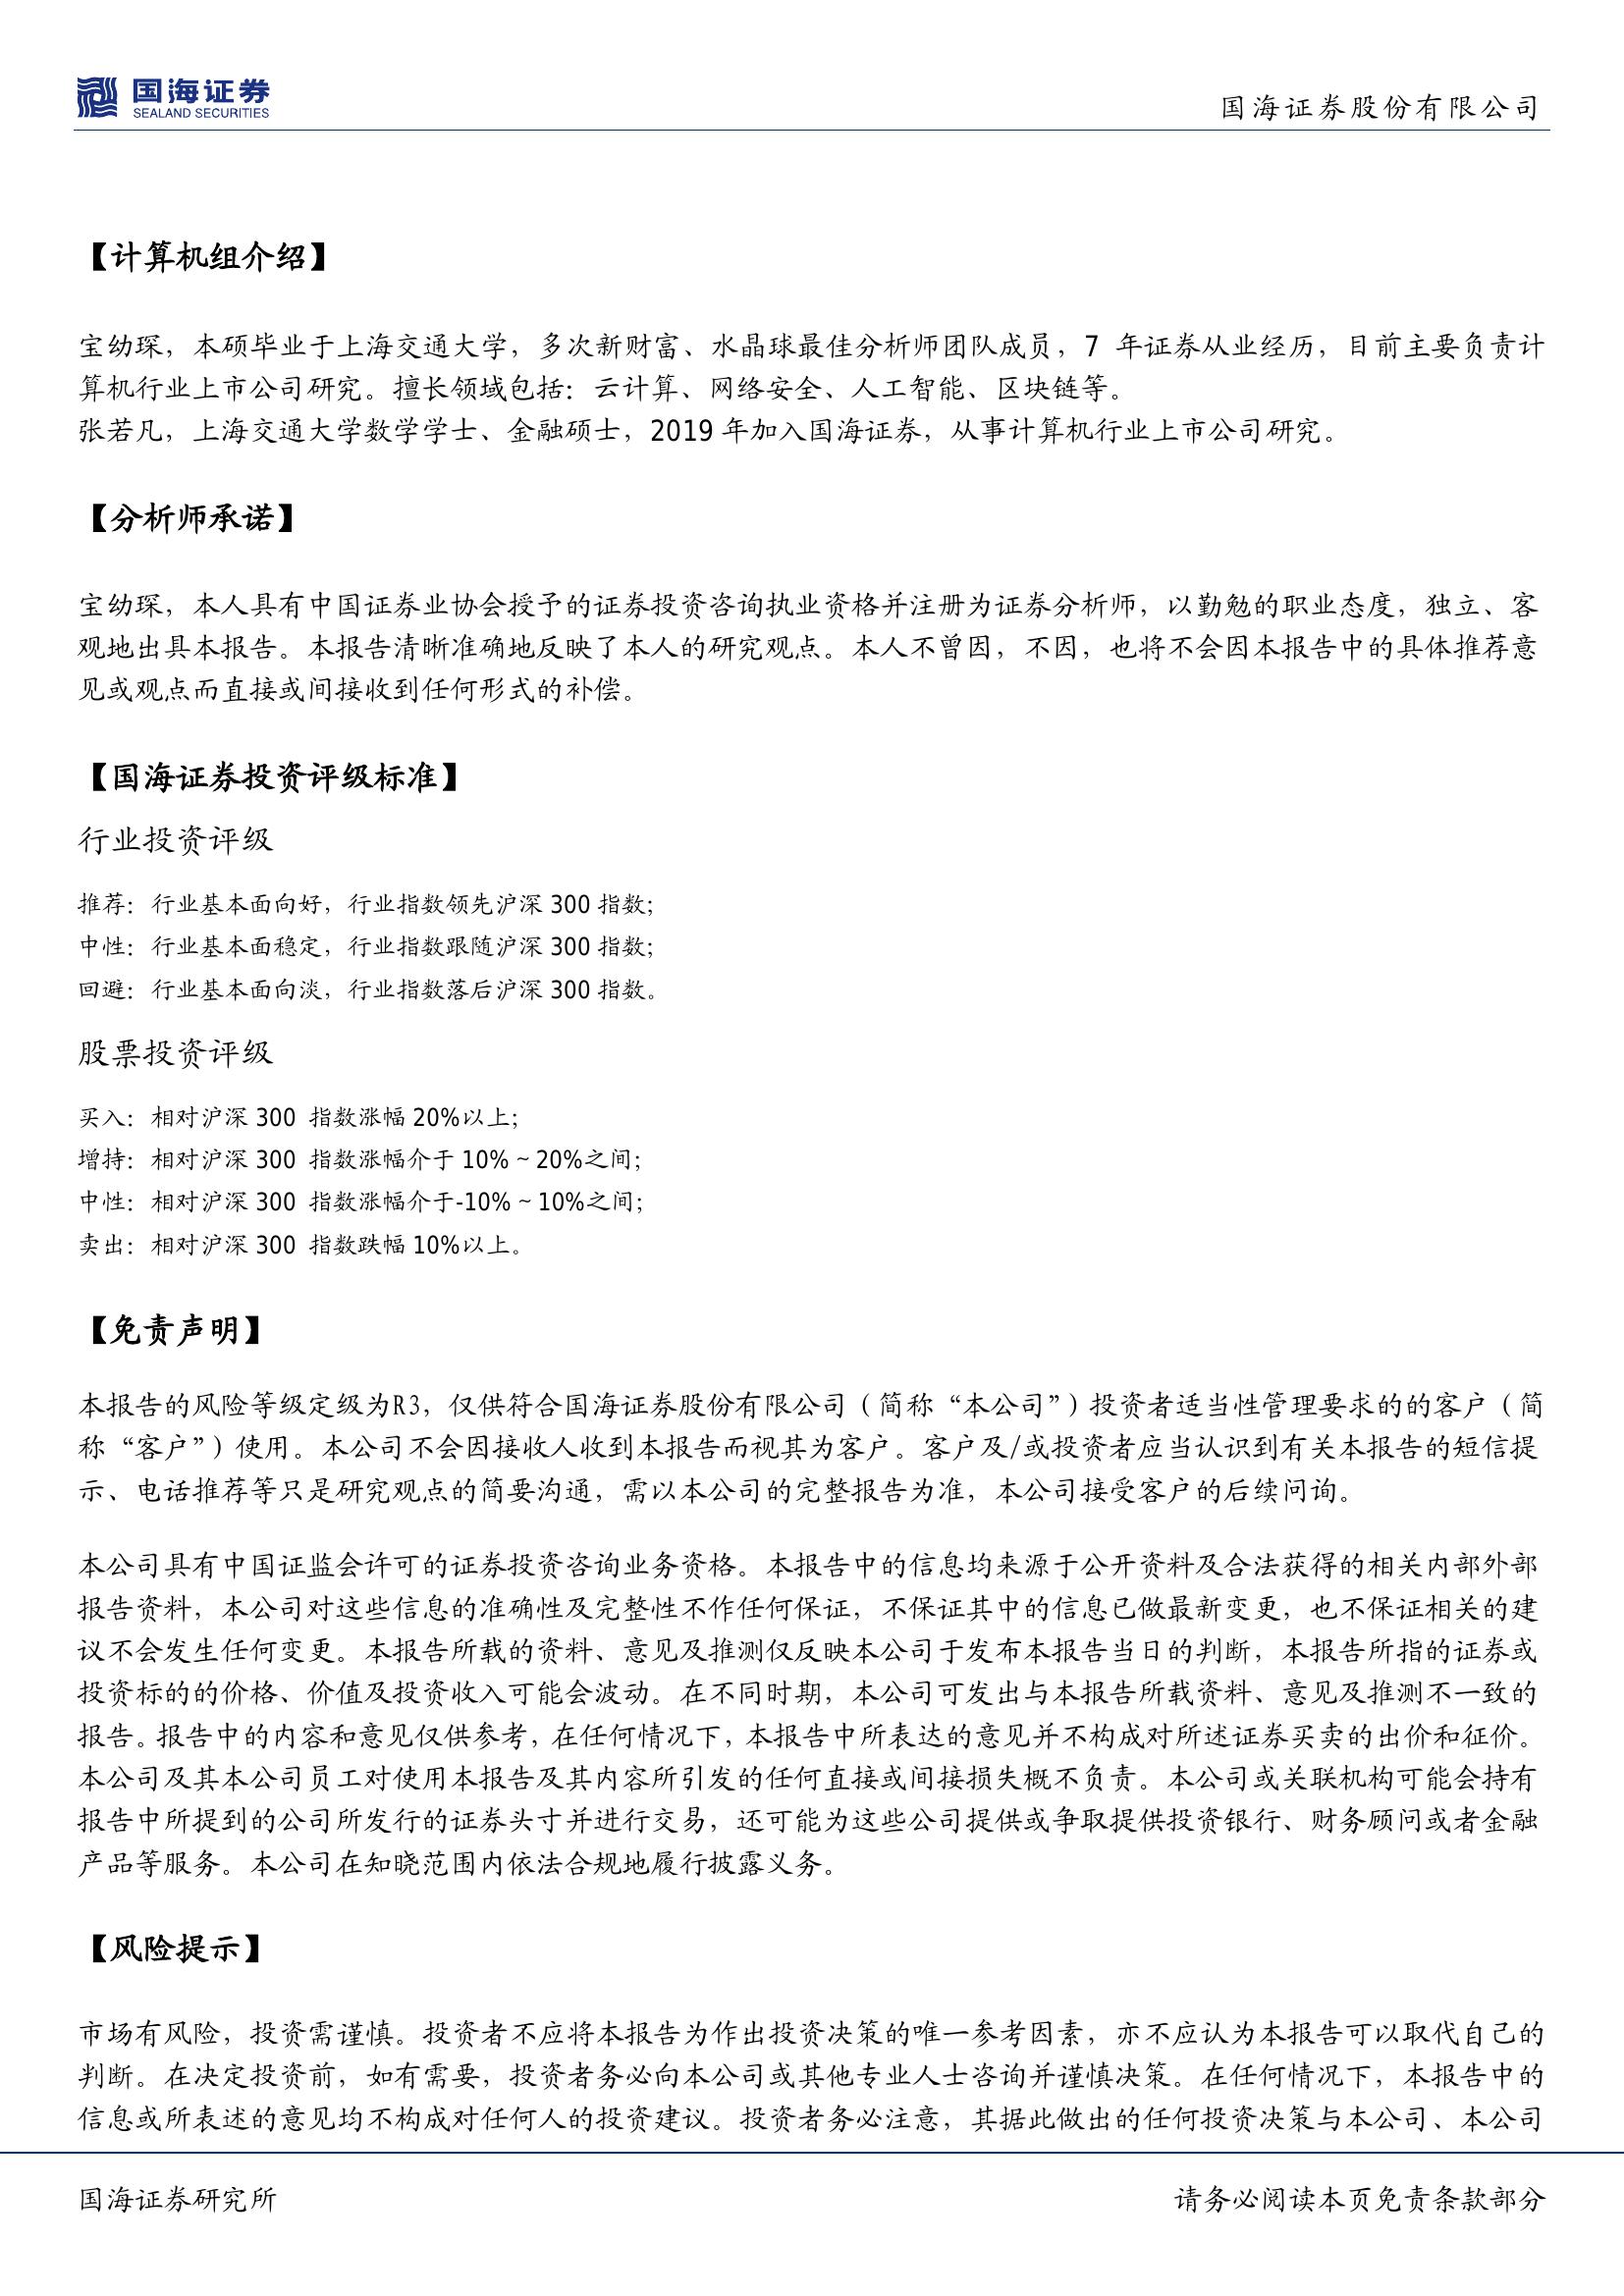 国海证券
SEALAND SECURITIES
国海证券股份有限公司
【计算机组介绍】
宝幼琛，本硕毕业于上海交通大学，多次新财富、水晶球最佳分析师团队成员，7 年证券从业经历，目前主要负责计
算机行业上市公司研究。擅长领域包括：云计算、网络安全、人工智能、区块链等。
张若凡，上海交通大学数学学士、金融硕士，2019 年加入国海证券，从事计算机行业上市公司研究。
【分析师承诺】
宝幼琛，本人具有中国证券业协会授予的证券投资咨询执业资格并注册为证券分析师，以勤勉的职业态度，独立、客
观地出具本报告。本报告清晰准确地反映了本人的研究观点。本人不曾因，不因，也将不会因本报告中的具体推荐意
见或观点而直接或间接收到任何形式的补偿。
【国海证券投资评级标准】
行业投资评级
推荐：行业基本面向好，行业指数领先沪深 300 指数；
中性：行业基本面稳定，行业指数跟随沪深 300 指数；
回避：行业基本面向淡，行业指数落后沪深 300 指数。
股票投资评级
买入：相对沪深 300 指数涨幅 20%以上；
增持：相对沪深 300 指数涨幅介于 10%～20%之间；
中性：相对沪深 300 指数涨幅介于-10%～10%之间；
卖出：相对沪深 300 指数跌幅 10%以上。
【免责声明】
本报告的风险等级定级为R3，仅供符合国海证券股份有限公司（简称“本公司”）投资者适当性管理要求的的客户（简
称“客户”）使用。本公司不会因接收人收到本报告而视其为客户。客户及/或投资者应当认识到有关本报告的短信提
示、电话推荐等只是研究观点的简要沟通，需以本公司的完整报告为准，本公司接受客户的后续问询。
本公司具有中国证监会许可的证券投资咨询业务资格。本报告中的信息均来源于公开资料及合法获得的相关内部外部
报告资料，本公司对这些信息的准确性及完整性不作任何保证，不保证其中的信息已做最新变更，也不保证相关的建
议不会发生任何变更。本报告所载的资料、意见及推测仅反映本公司于发布本报告当日的判断，本报告所指的证券或
投资标的的价格、价值及投资收入可能会波动。在不同时期，本公司可发出与本报告所载资料、意见及推测不一致的
报告。报告中的内容和意见仅供参考，在任何情况下，本报告中所表达的意见并不构成对所述证券买卖的出价和征价。
本公司及其本公司员工对使用本报告及其内容所引发的任何直接或间接损失概不负责。本公司或关联机构可能会持有
报告中所提到的公司所发行的证券头寸并进行交易，还可能为这些公司提供或争取提供投资银行、财务顾问或者金融
产品等服务。本公司在知晓范围内依法合规地履行披露义务。
【风险提示】
市场有风险，投资需谨慎。投资者不应将本报告为作出投资决策的唯一参考因素，亦不应认为本报告可以取代自己的
判断。在决定投资前，如有需要，投资者务必向本公司或其他专业人士咨询并谨慎决策。在任何情况下，本报告中的
信息或所表述的意见均不构成对任何人的投资建议。投资者务必注意，其据此做出的任何投资决策与本公司、本公司
国海证券研究所
请务必阅读本页免责条款部分